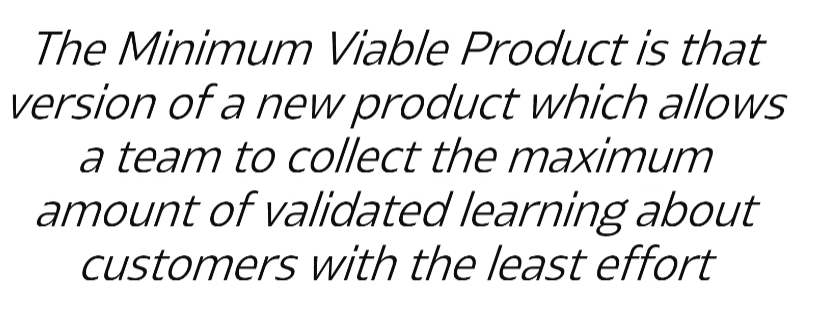 The Minimum Viable Product is that
version of a new product which allows
a team to collect the maximum
amount of validated learning about
customers with the least effort